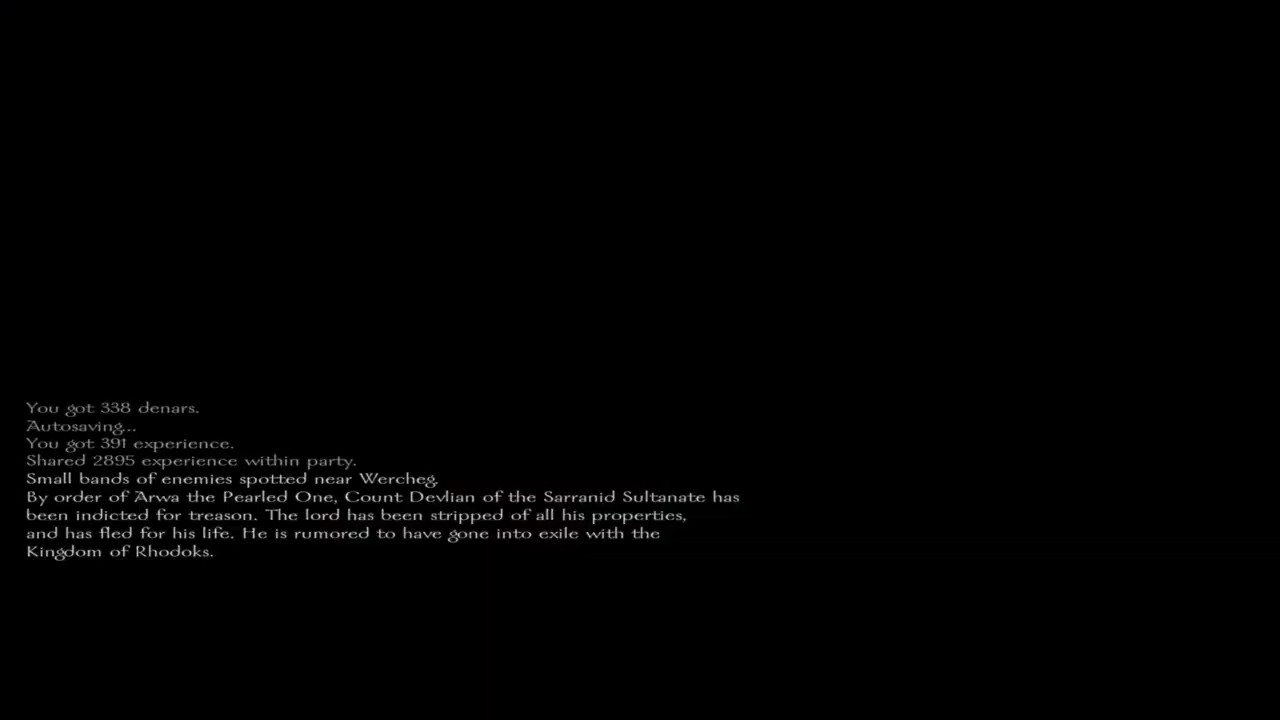 You got 338 denars.
Autosaving...
You got 391 experience.
Shared 2895 experience within party.
Small bands of enemies spotted near Wercheg.
By order of Arwa the Pearled One, Count Devlian of the Sarranid Sultanate has
been indicted for treason. The lord has been stripped of all his properties,
and has fled for his life. He is rumored to have gone into exile with the
Kingdom of Rhodoks.